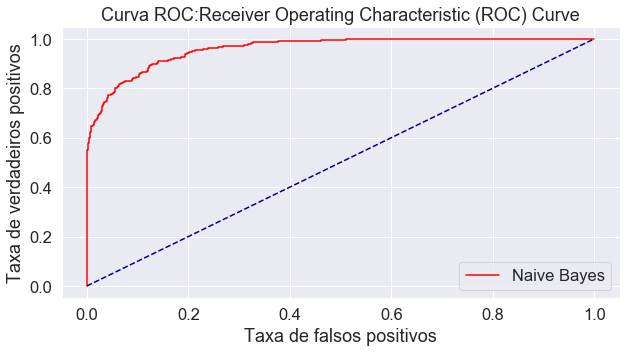 Curva ROC:Receiver Operating Characteristic (ROC) Curve
Taxa de verdadeiros positivos
1.0
0.8
0.6
0.4
0.2
0.0
Naive Bayes
0.0 0.2 0.4 0.6 0.8 1.0
Taxa de falsos positivos